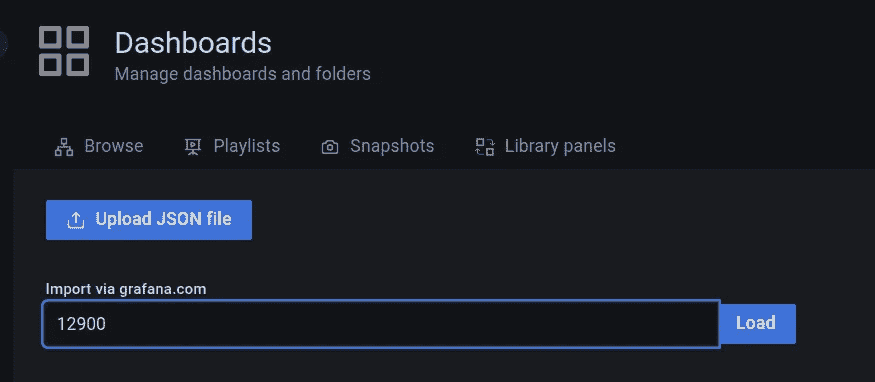 Dashboards
Manage dashboards and folders
Browse Playlists Snapshots Library panels
Upload JSON file
Import via grafana.com
12900 Load